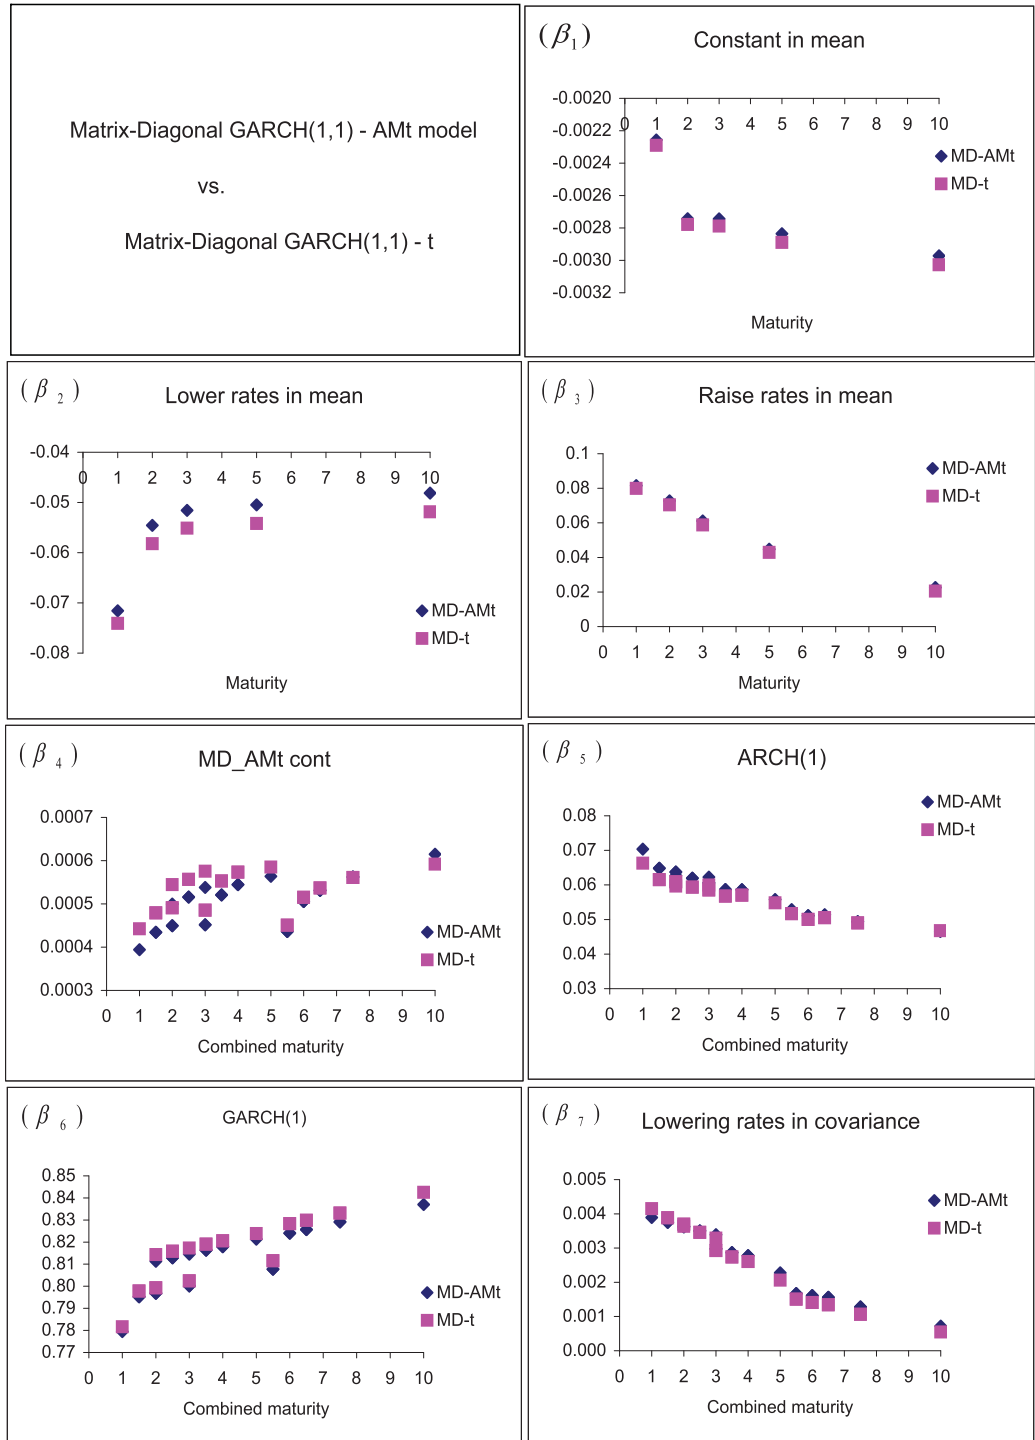 Matrix-Diagonal GARCH(1,1) - AMt model
vs.
Matrix-Diagonal GARCH(1,1) - t
(β1)
Constant in mean
-0.0020
-0.0022
-0.0024
-0.0026
-0.0028
-0.0030
-0.0032
0 1 2 3 4 5 6 7 8 9 10
MD-AMt
MD-t
Maturity
(β 2)
Lower rates in mean
-0.04
-0.05
-0.06
-0.07
-0.08
0 1 2 3 4 5 6 7 8 9 10
MD-AMt
MD-t
Maturity
(β 3)
Raise rates in mean
0.1
0.08
0.06
0.04
0.02
0
0 1 2 3 4 5 6 7 8 9 10
MD-AMt
MD-t
Maturity
(β 4)
MD_AMt cont
0.0007
0.0006
0.0005
0.0004
0.0003
0 1 2 3 4 5 6 7 8 9 10
MD-AMt
MD-t
Combined maturity
(β 5)
ARCH(1)
0.08
0.07
0.06
0.05
0.04
0.03
0 1 2 3 4 5 6 7 8 9 10
MD-AMt
MD-t
Combined maturity
(β 6)
GARCH(1)
0.85
0.84
0.83
0.82
0.81
0.80
0.79
0.78
0.77
0 1 2 3 4 5 6 7 8 9 10
MD-AMt
MD-t
Combined maturity
(β 7)
Lowering rates in covariance
0.005
0.004
0.003
0.002
0.001
0.000
0 1 2 3 4 5 6 7 8 9 10
MD-AMt
MD-t
Combined maturity